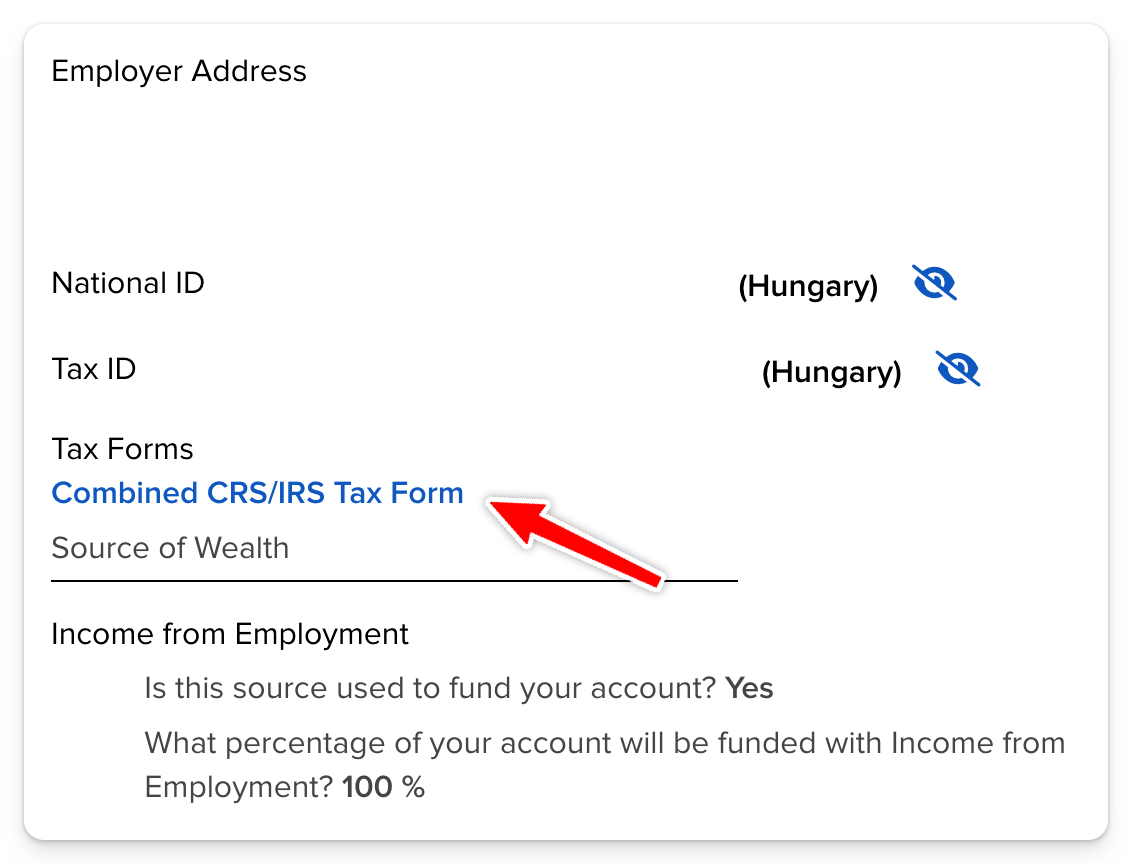 Employer Address
National ID (Hungary)
Tax ID (Hungary)
Tax Forms
Combined CRS/IRS Tax Form
Source of Wealth
Income from Employment
Is this source used to fund your account? Yes
What percentage of your account will be funded with Income from
Employment? 100 %